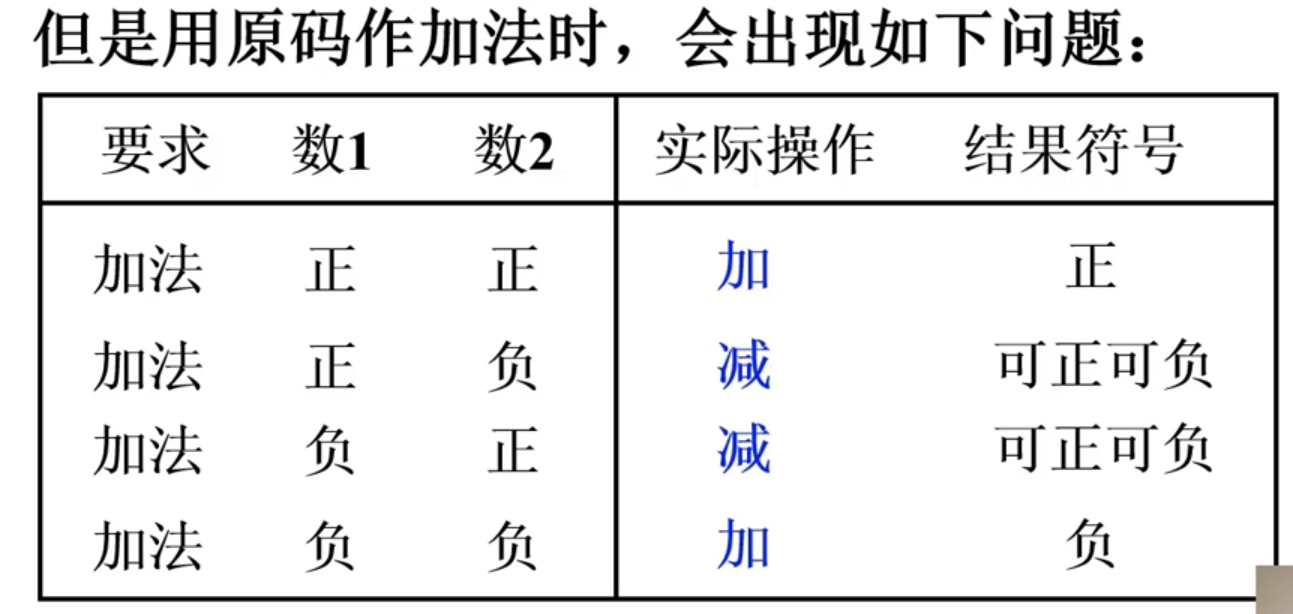 但是用原码作加法时，会出现如下问题：
要求 数1 数2 实际操作 结果符号
加法 正 正 加 正
加法 正 负 减 可正可负
加法 负 正 减 可正可负
加法 负 负 加 负